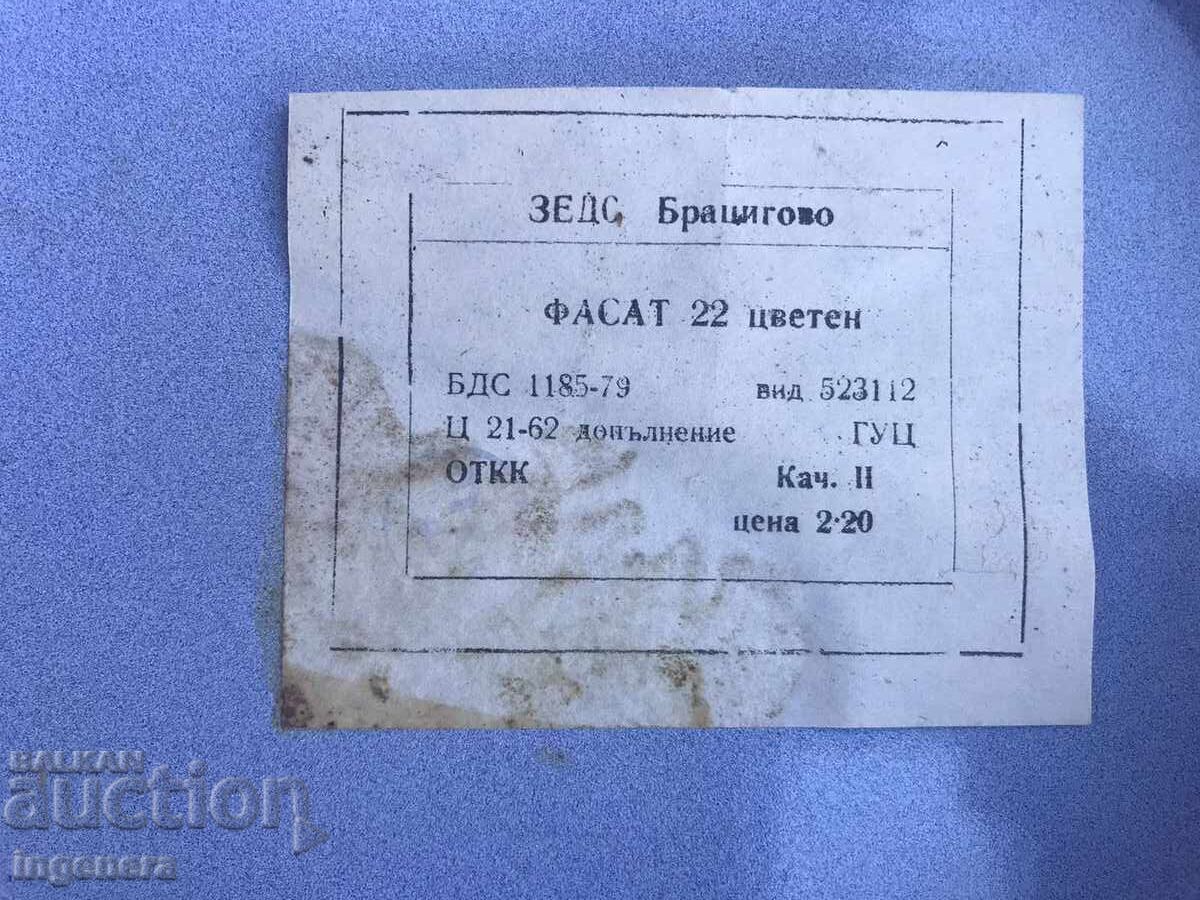 ЗЕДС Брацигово
ФАСАТ 22 цветен
БДС 1185-79 вид 523112
Ц 21-62 допълнение ГУЦ
ОТКК Кач. II
цена 2·20
BALKAN
auction
ingenera